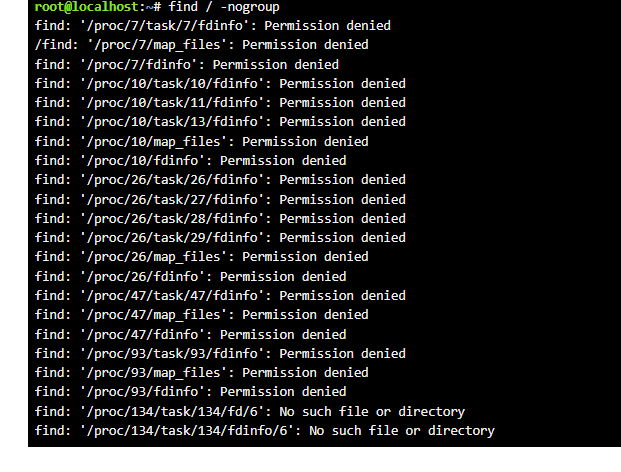 root@localhost:~# find / -nogroup
find: '/proc/7/task/7/fdinfo': Permission denied
/find: '/proc/7/map_files': Permission denied
find: '/proc/7/fdinfo': Permission denied
find: '/proc/10/task/10/fdinfo': Permission denied
find: '/proc/10/task/11/fdinfo': Permission denied
find: '/proc/10/task/13/fdinfo': Permission denied
find: '/proc/10/map_files': Permission denied
find: '/proc/10/fdinfo': Permission denied
find: '/proc/26/task/26/fdinfo': Permission denied
find: '/proc/26/task/27/fdinfo': Permission denied
find: '/proc/26/task/28/fdinfo': Permission denied
find: '/proc/26/task/29/fdinfo': Permission denied
find: '/proc/26/map_files': Permission denied
find: '/proc/26/fdinfo': Permission denied
find: '/proc/47/task/47/fdinfo': Permission denied
find: '/proc/47/map_files': Permission denied
find: '/proc/47/fdinfo': Permission denied
find: '/proc/93/task/93/fdinfo': Permission denied
find: '/proc/93/map_files': Permission denied
find: '/proc/93/fdinfo': Permission denied
find: '/proc/134/task/134/fd/6': No such file or directory
find: '/proc/134/task/134/fdinfo/6': No such file or directory